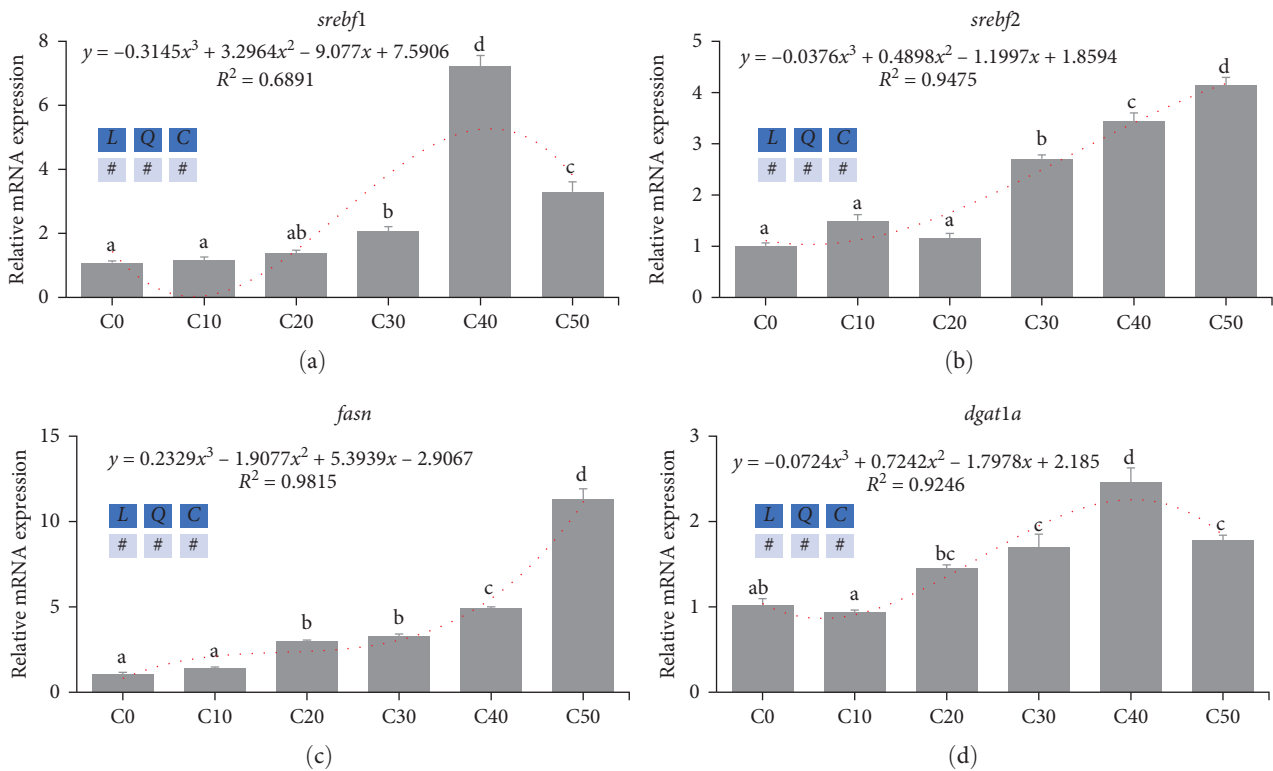 srebf1
y = –0.3145x³ + 3.2964x² – 9.077x + 7.5906
R² = 0.6891
L Q C
# # #
Relative mRNA expression
8
6
4
2
0
a a ab b d c
C0 C10 C20 C30 C40 C50
(a)
srebf2
y = –0.0376x³ + 0.4898x² – 1.1997x + 1.8594
R² = 0.9475
L Q C
# # #
Relative mRNA expression
5
4
3
2
1
0
a a a b c d
C0 C10 C20 C30 C40 C50
(b)
fasn
y = 0.2329x³ – 1.9077x² + 5.3939x – 2.9067
R² = 0.9815
L Q C
# # #
Relative mRNA expression
15
10
5
0
a a b b c d
C0 C10 C20 C30 C40 C50
(c)
dgat1a
y = –0.0724x³ + 0.7242x² – 1.7978x + 2.185
R² = 0.9246
L Q C
# # #
Relative mRNA expression
3
2
1
0
ab a bc c d c
C0 C10 C20 C30 C40 C50
(d)